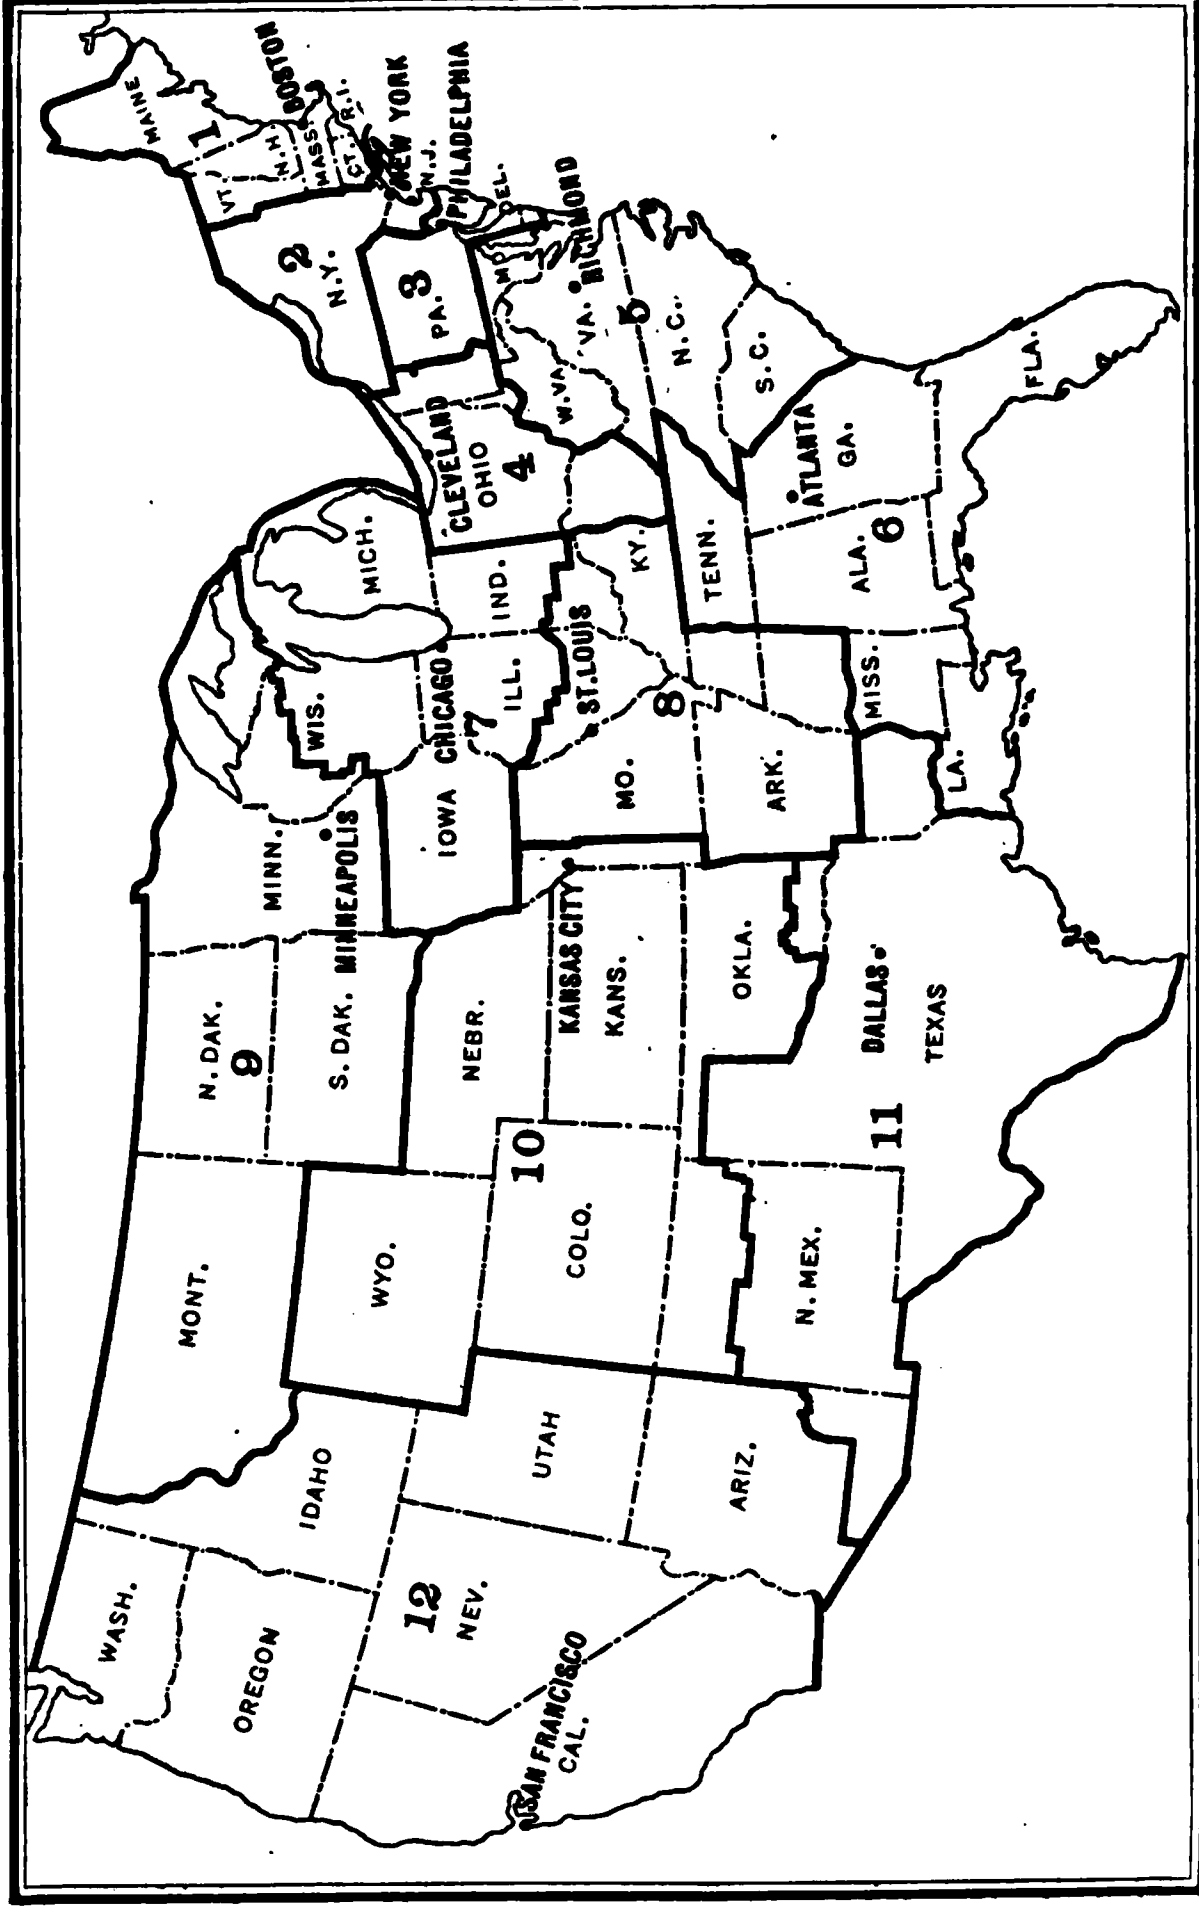 WASH.
OREGON
IDAHO
MONT.
12
NEV.
SAN FRANCISCO
CAL.
UTAH
ARIZ.
WYO.
COLO.
N. MEX.
10
N. DAK.
9
S. DAK.
NEBR.
KANSAS CITY
KANS.
OKLA.
DALLAS
TEXAS
11
MINN.
MINNEAPOLIS
IOWA
MO.
ARK.
LA.
WIS.
CHICAGO
7
ILL.
ST. LOUIS
8
MISS.
MICH.
IND.
KY.
TENN.
ALA.
6
ATLANTA
GA.
FLA.
CLEVELAND
OHIO
4
W. VA.
VA.
RICHMOND
5
N.C.
S.C.
3
PA.
PHILADELPHIA
MD.
DEL.
2
N.Y.
NEW YORK
N.J.
MAINE
1
VT.
N.H.
BOSTON
MASS.
CT.
R.I.